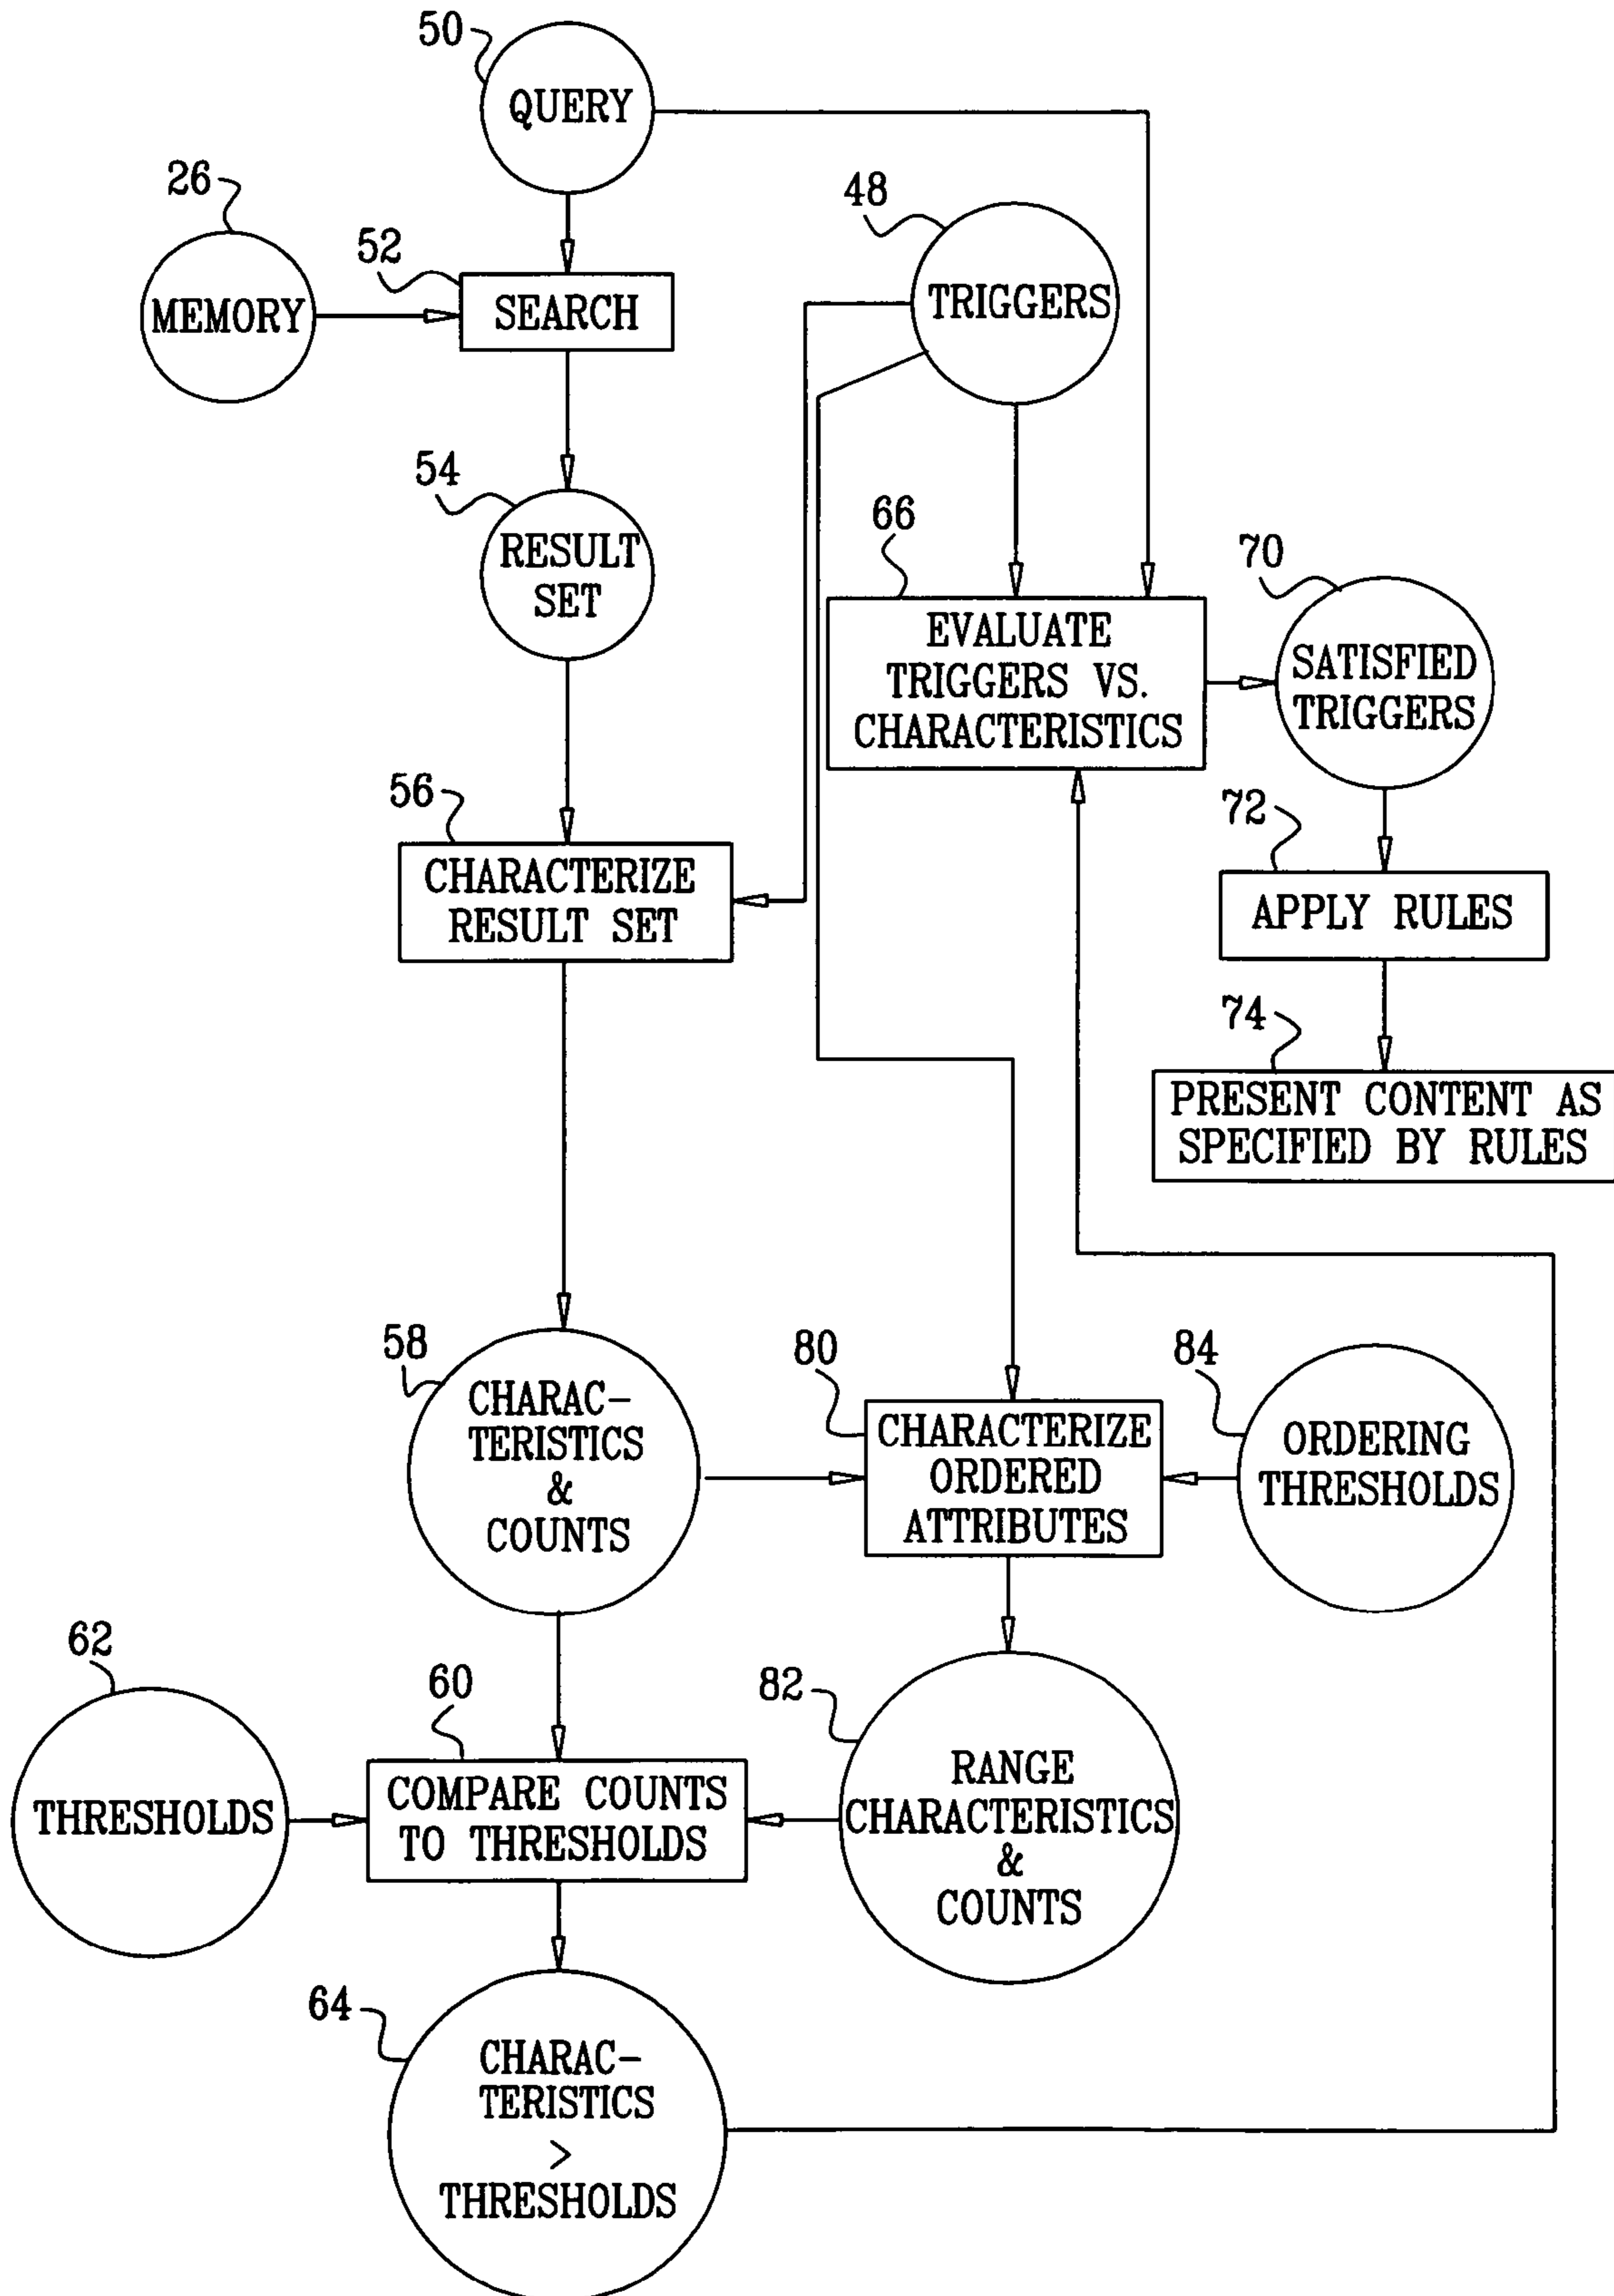 50
QUERY
26
MEMORY
52
SEARCH
48
TRIGGERS
54
RESULT
SET
66
EVALUATE
TRIGGERS VS.
CHARACTERISTICS
70
SATISFIED
TRIGGERS
56
CHARACTERIZE
RESULT SET
72
APPLY RULES
74
PRESENT CONTENT AS
SPECIFIED BY RULES
58
CHARAC-
TERISTICS
&
COUNTS
80
CHARACTERIZE
ORDERED
ATTRIBUTES
84
ORDERING
THRESHOLDS
62
THRESHOLDS
60
COMPARE COUNTS
TO THRESHOLDS
82
RANGE
CHARACTERISTICS
&
COUNTS
64
CHARAC-
TERISTICS
>
THRESHOLDS